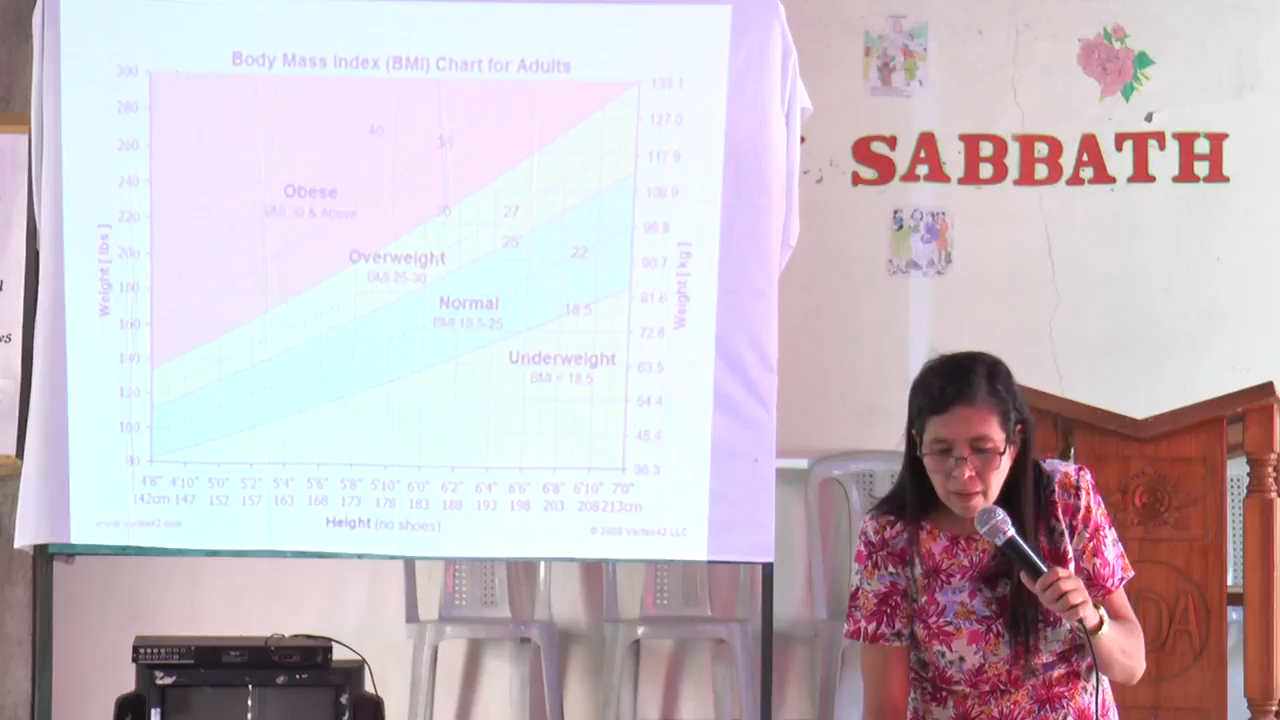 Body Mass Index (BMI) Chart for Adults
SABBATH
300
280
260
240
220
200
180
160
140
120
100
80
Weight [ lbs ]
136.1
127.0
117.9
108.9
99.8
90.7
81.6
72.6
63.5
54.4
45.4
36.3
Weight [ kg ]
40
35
Obese
BMI 30 & Above
30
27
25
22
18.5
Overweight
BMI 25-30
Normal
BMI 18.5-25
Underweight
BMI < 18.5
4'8" 4'10" 5'0" 5'2" 5'4" 5'6" 5'8" 5'10" 6'0" 6'2" 6'4" 6'6" 6'8" 6'10" 7'0"
142cm 147 152 157 163 168 173 178 183 188 193 198 203 208 213cm
Height (no shoes)
www.vertex42.com
© 2008 Vertex42 LLC
DA